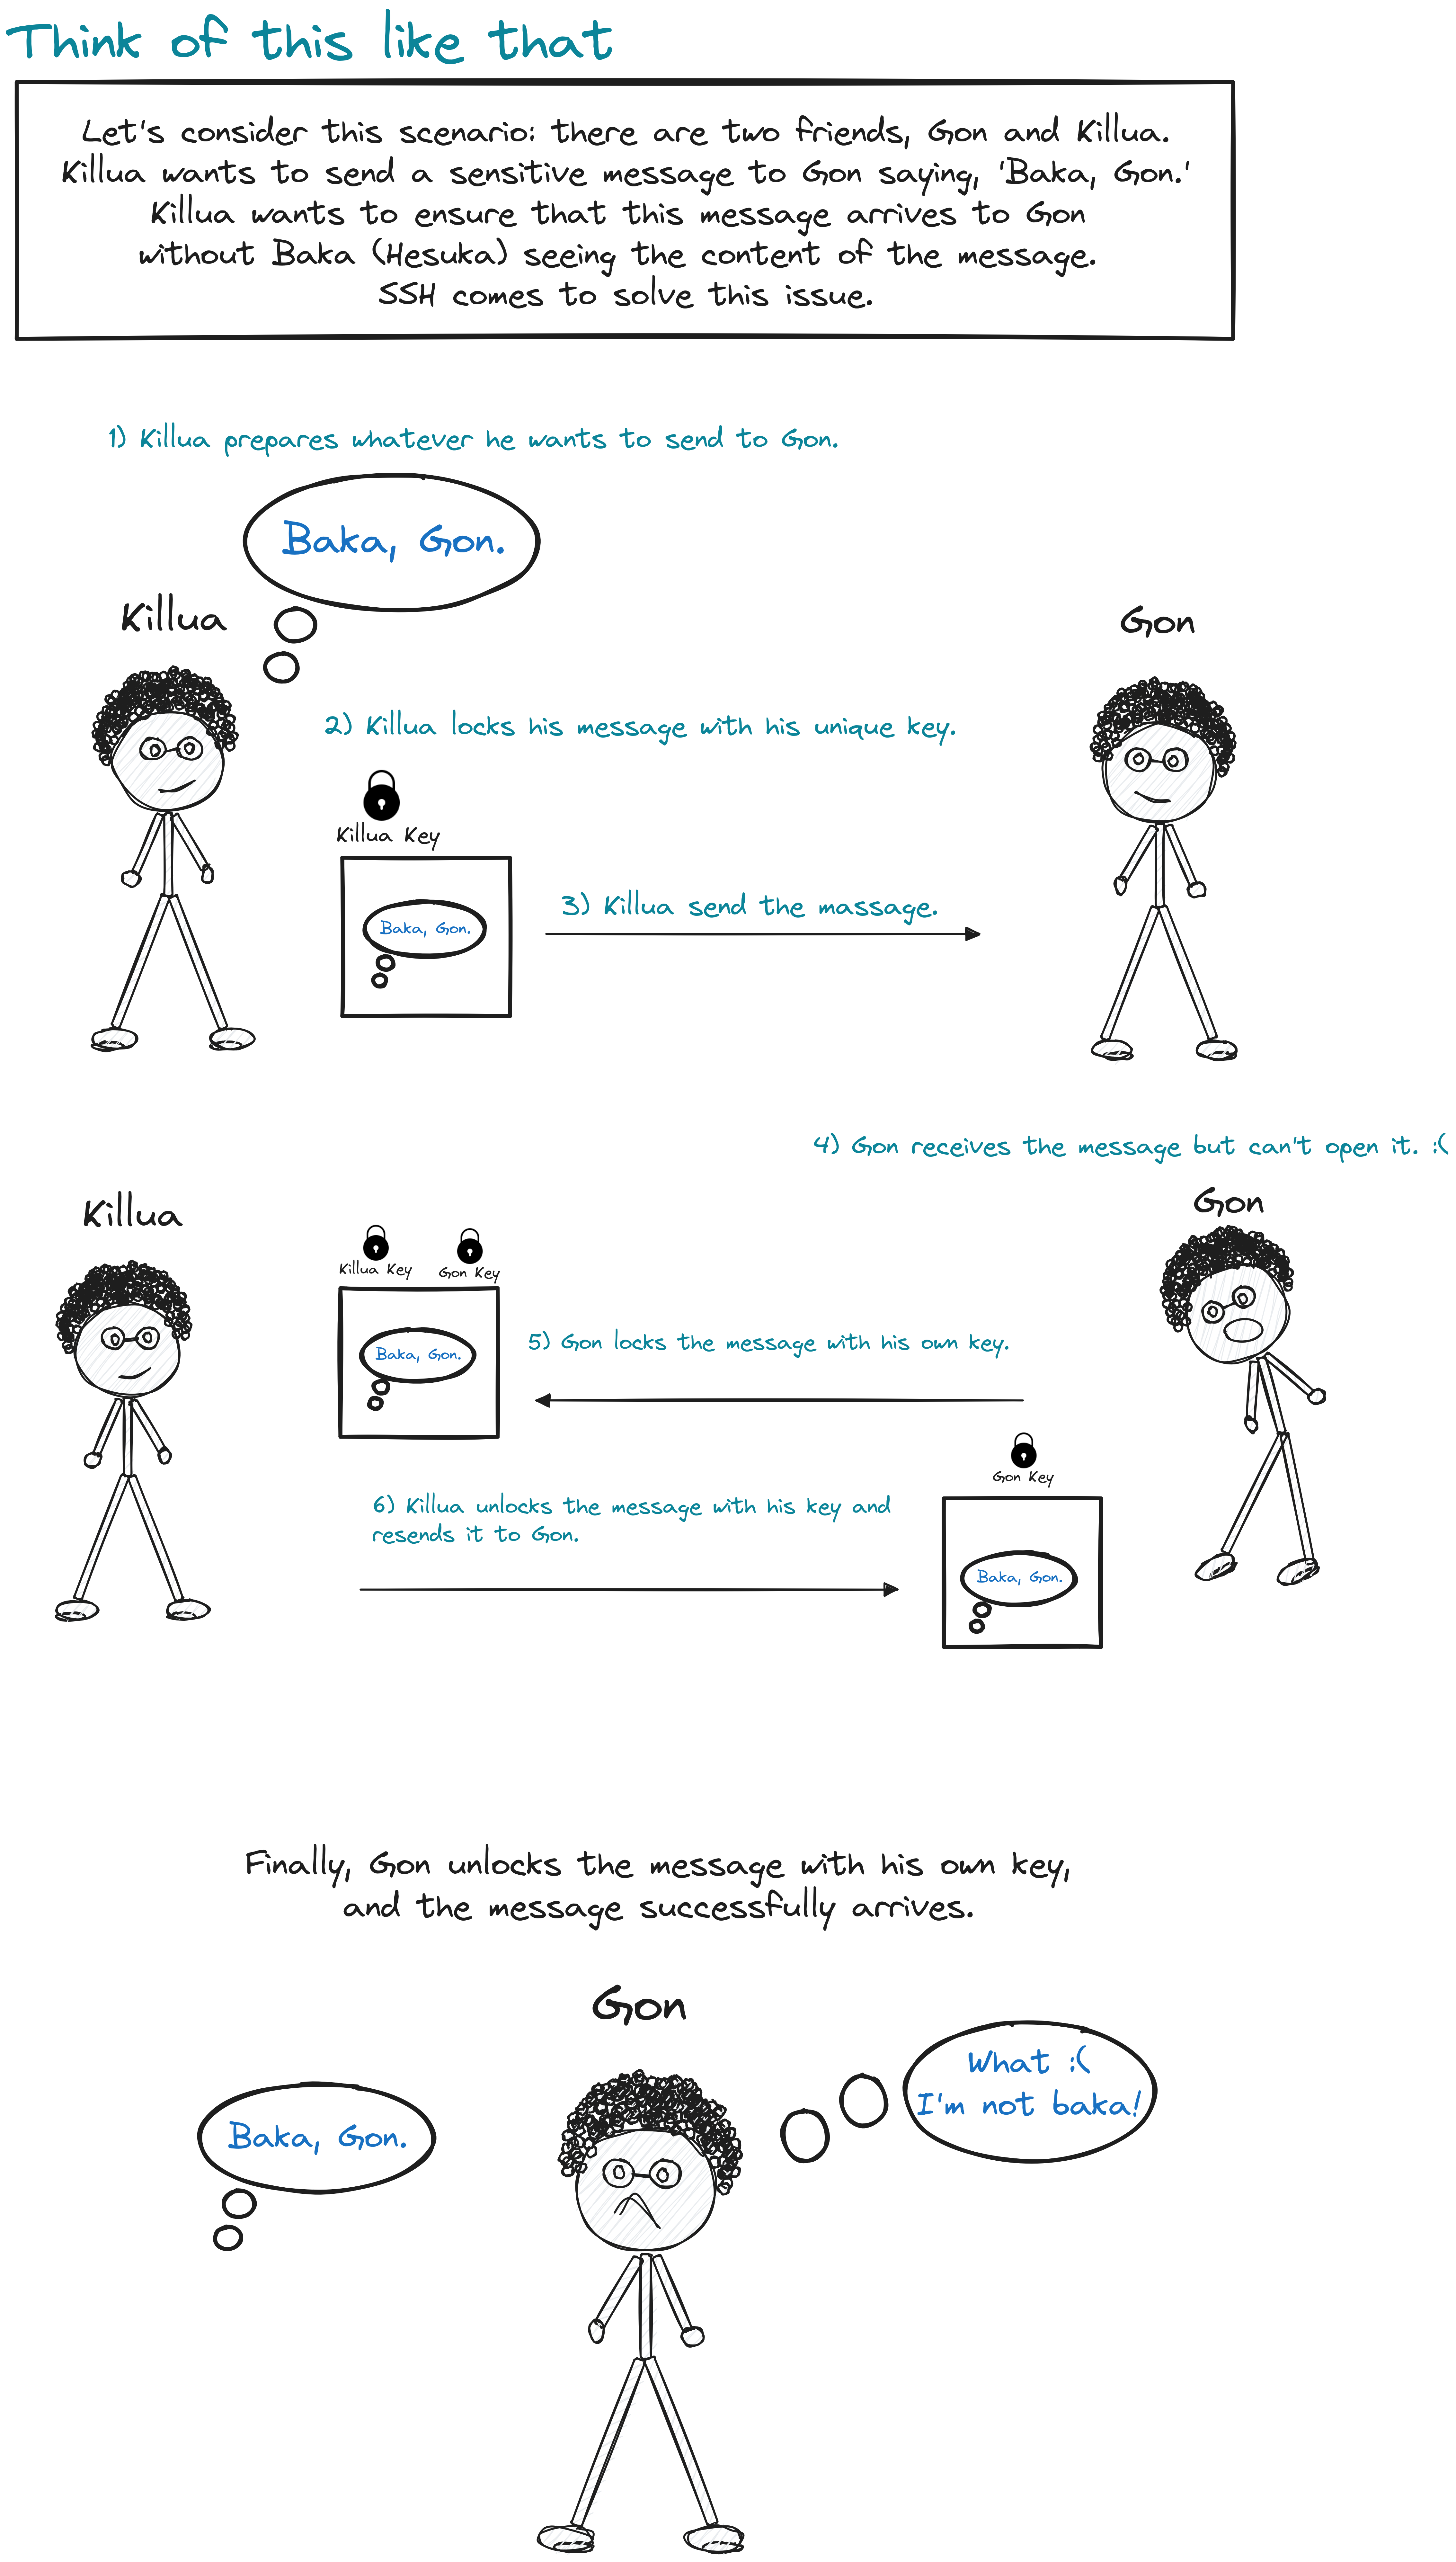 Think of this like that
Let's consider this scenario: there are two friends, Gon and Killua.
Killua wants to send a sensitive message to Gon saying, 'Baka, Gon.'
Killua wants to ensure that this message arrives to Gon
without Baka (Hesuka) seeing the content of the message.
SSH comes to solve this issue.
1) Killua prepares whatever he wants to send to Gon.
Baka, Gon.
Killua
Gon
2) Killua locks his message with his unique key.
Killua Key
3) Killua send the massage.
Baka, Gon.
4) Gon receives the message but can't open it. :(
Killua
Gon
Killua Key
Gon Key
5) Gon locks the message with his own key.
Baka, Gon.
Gon Key
6) Killua unlocks the message with his key and
resends it to Gon.
Baka, Gon.
Finally, Gon unlocks the message with his own key,
and the message successfully arrives.
Gon
What :(
I'm not baka!
Baka, Gon.